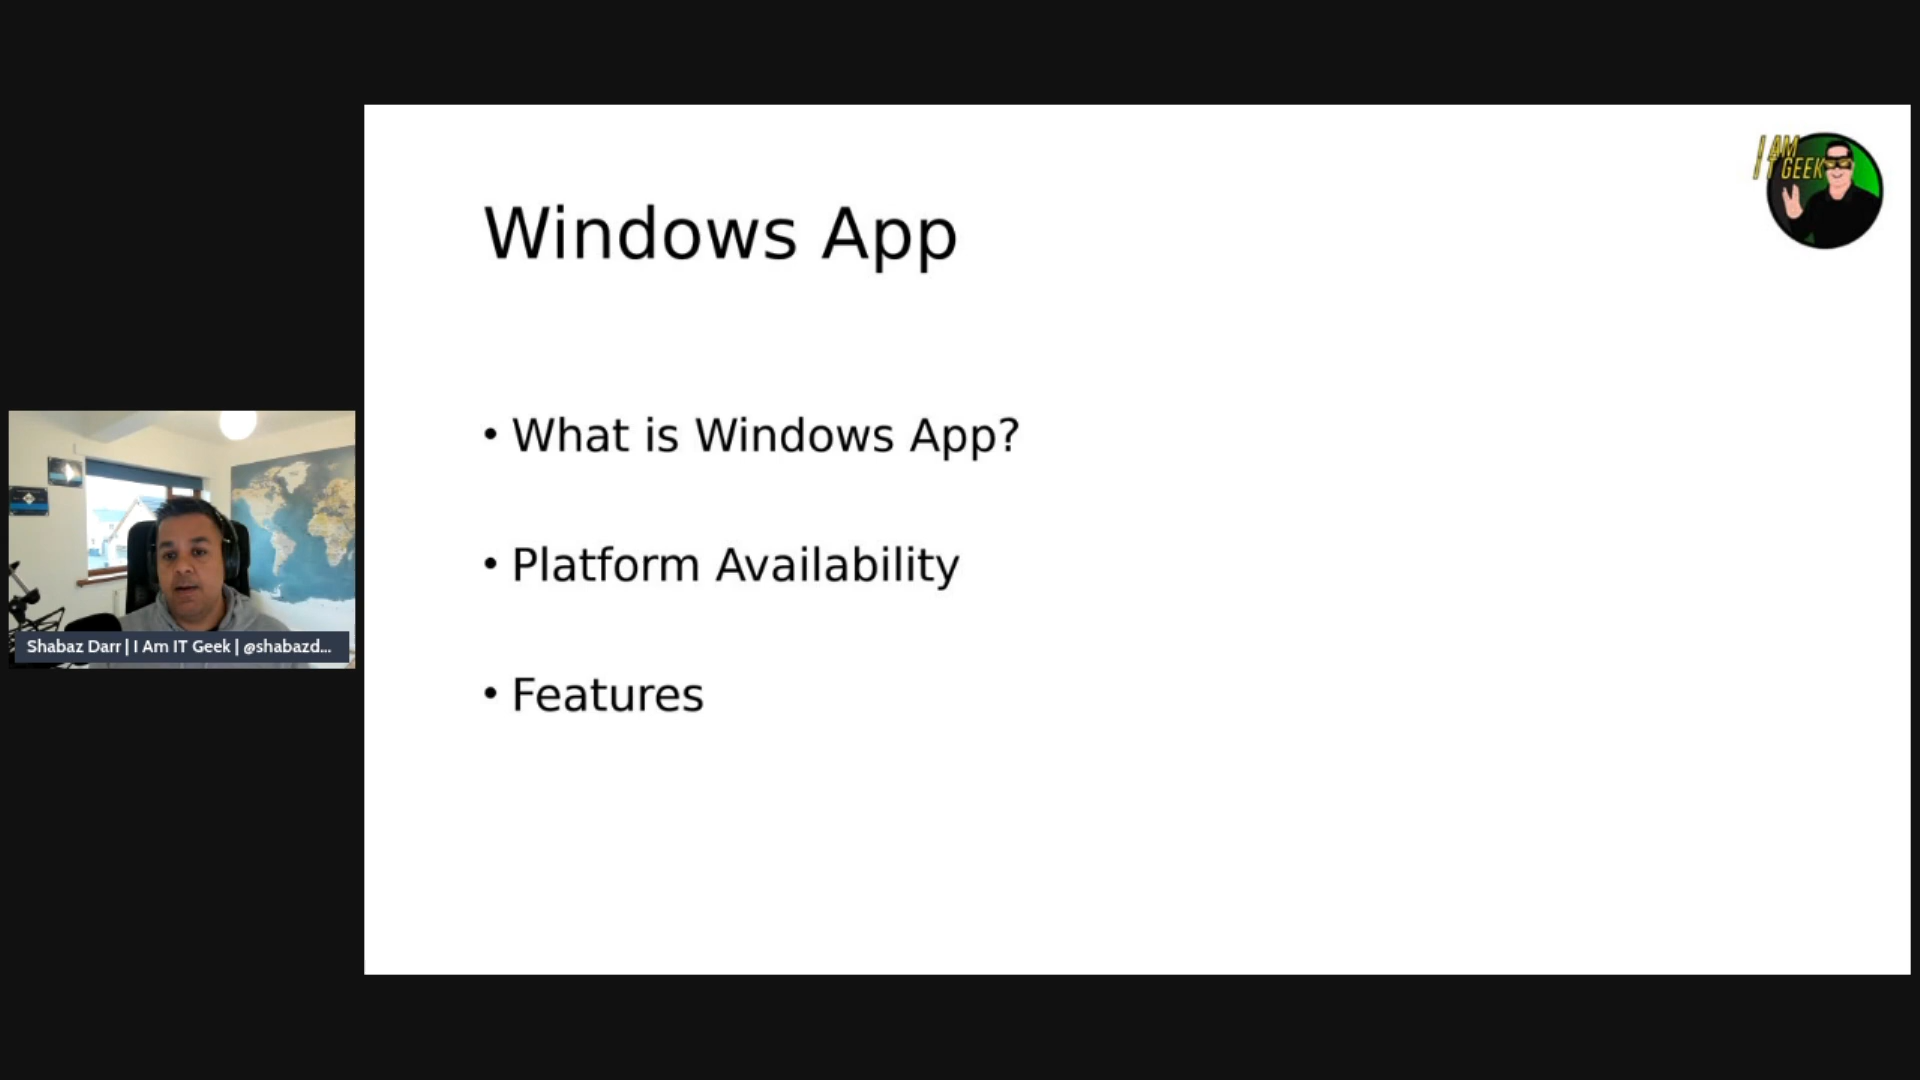 I AM
IT GEEK
Windows App
• What is Windows App?
• Platform Availability
• Features
Shabaz Darr | I Am IT Geek | @shabazd...